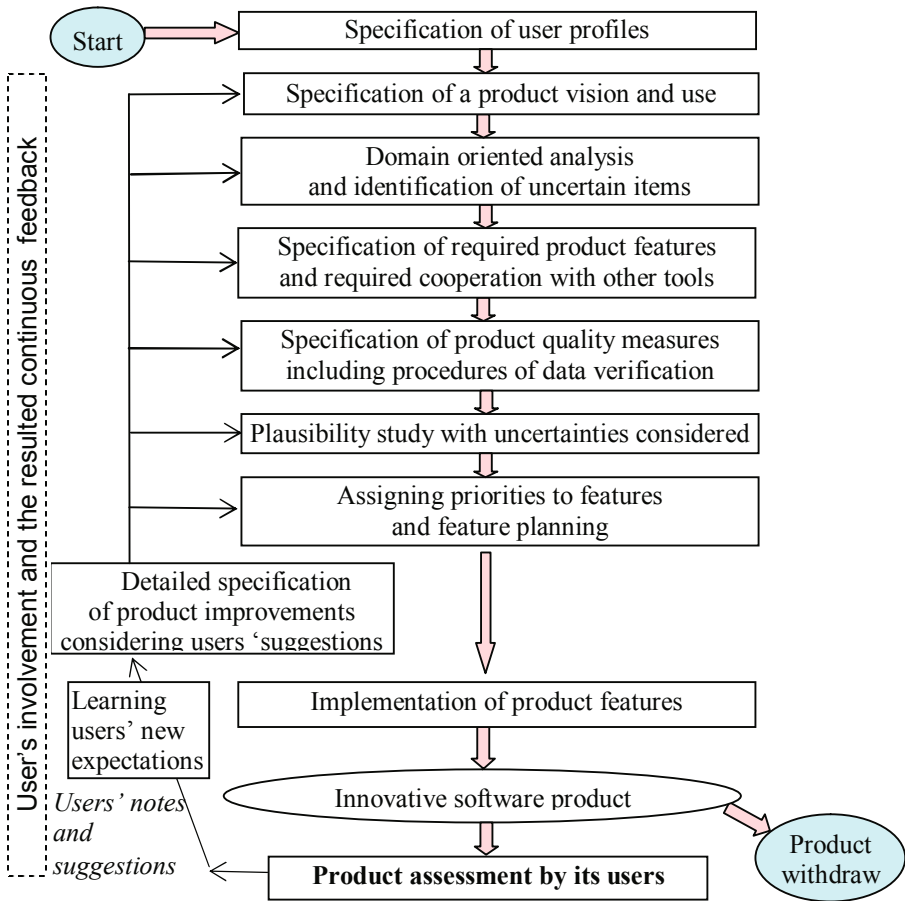 Start
Specification of user profiles
Specification of a product vision and use
Domain oriented analysis
and identification of uncertain items
Specification of required product features
and required cooperation with other tools
Specification of product quality measures
including procedures of data verification
Plausibility study with uncertainties considered
Assigning priorities to features
and feature planning
User's involvement and the resulted continuous feedback
Detailed specification
of product improvements
considering users ‘suggestions
Learning
users’ new
expectations
Users’ notes
and
suggestions
Implementation of product features
Innovative software product
Product assessment by its users
Product
withdraw